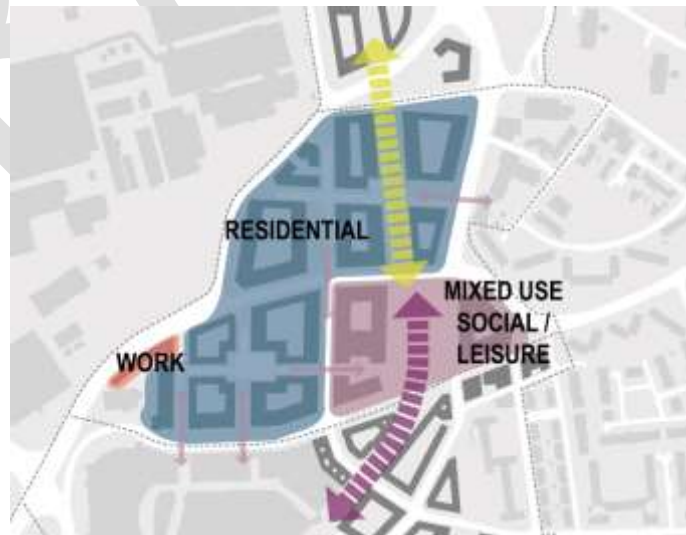 RESIDENTIAL
MIXED USE
SOCIAL /
LEISURE
WORK